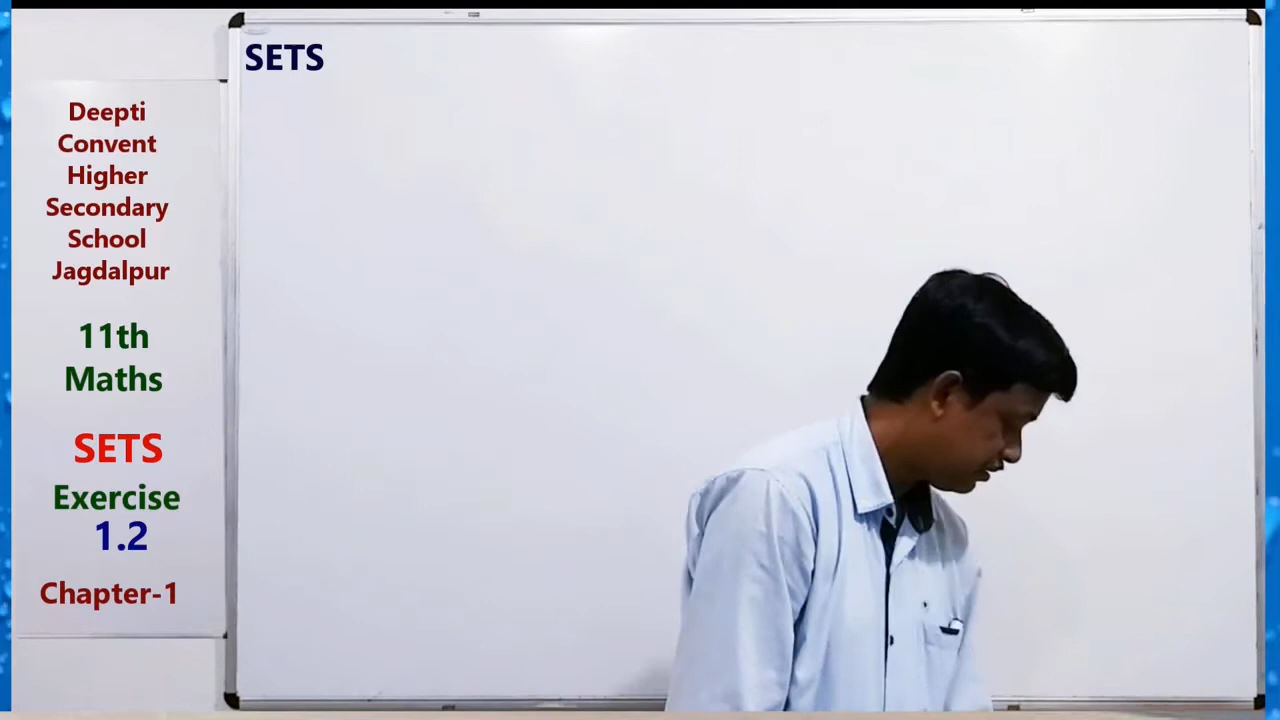 SETS
Deepti
Convent
Higher
Secondary
School
Jagdalpur
11th
Maths
SETS
Exercise
1.2
Chapter-1